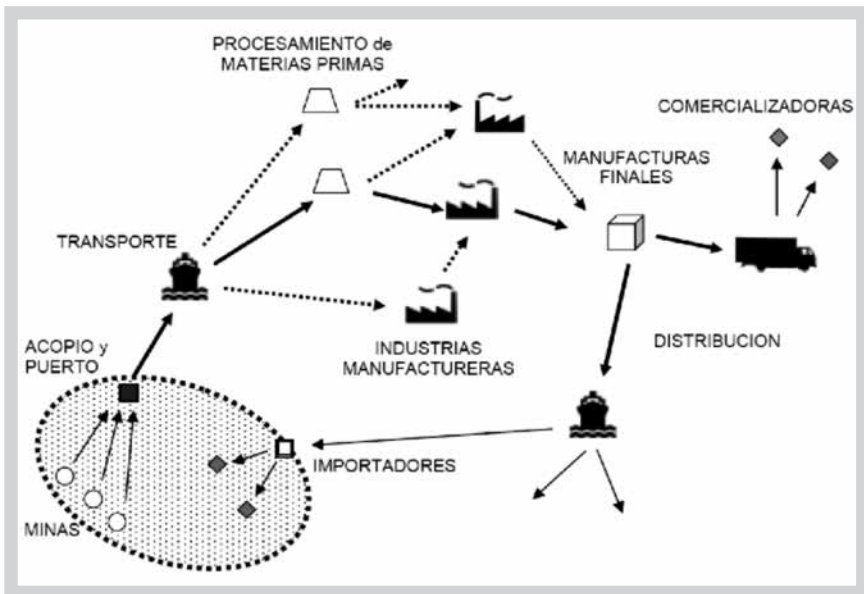 PROCESAMIENTO de
MATERIAS PRIMAS
COMERCIALIZADORAS
MANUFACTURAS
FINALES
TRANSPORTE
ACOPIO y
PUERTO
INDUSTRIAS
MANUFACTURERAS
DISTRIBUCION
IMPORTADORES
MINAS